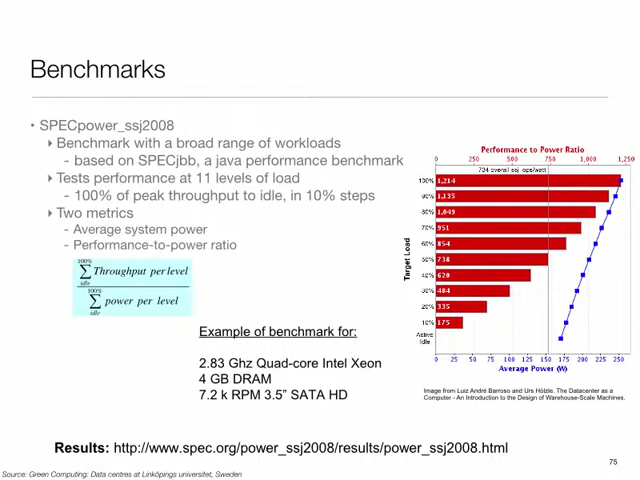 Benchmarks
• SPECpower_ssj2008
Benchmark with a broad range of workloads
- based on SPECjbb, a java performance benchmark
Tests performance at 11 levels of load
- 100% of peak throughput to idle, in 10% steps
Two metrics
- Average system power
- Performance-to-power ratio
100%
∑ Throughput per level
idle
100%
∑ power per level
idle
Example of benchmark for:
2.83 Ghz Quad-core Intel Xeon
4 GB DRAM
7.2 k RPM 3.5” SATA HD
Performance to Power Ratio
0 250 500 750 1,000 1,250
724 overall ssj_ops/watt
Target Load
100% 1,214
90% 1,135
80% 1,049
70% 951
60% 854
50% 738
40% 620
30% 484
20% 335
10% 175
Active
Idle
0 25 50 75 100 125 150 175 200 225 250
Average Power (W)
Image from Luiz André Barroso and Urs Hölzle. The Datacenter as a
Computer - An Introduction to the Design of Warehouse-Scale Machines.
Results: http://www.spec.org/power_ssj2008/results/power_ssj2008.html
75
Source: Green Computing: Data centres at Linköpings universitet, Sweden